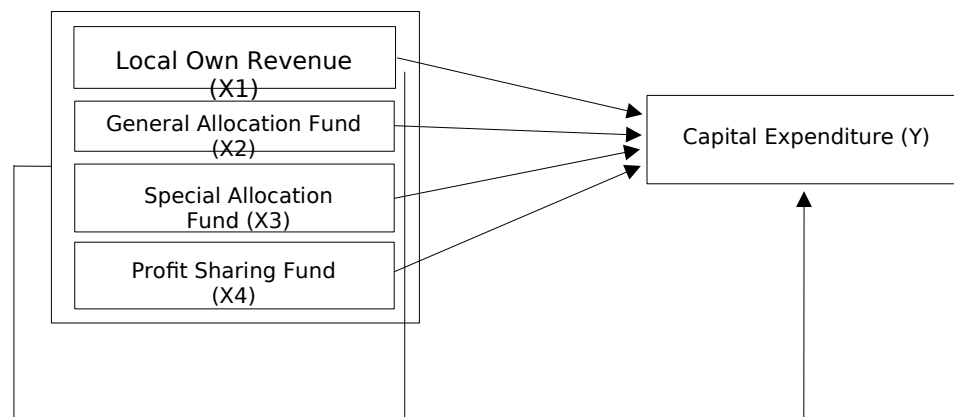 Local Own Revenue
(X1)
General Allocation Fund
(X2)
Special Allocation
Fund (X3)
Profit Sharing Fund
(X4)
Capital Expenditure (Y)